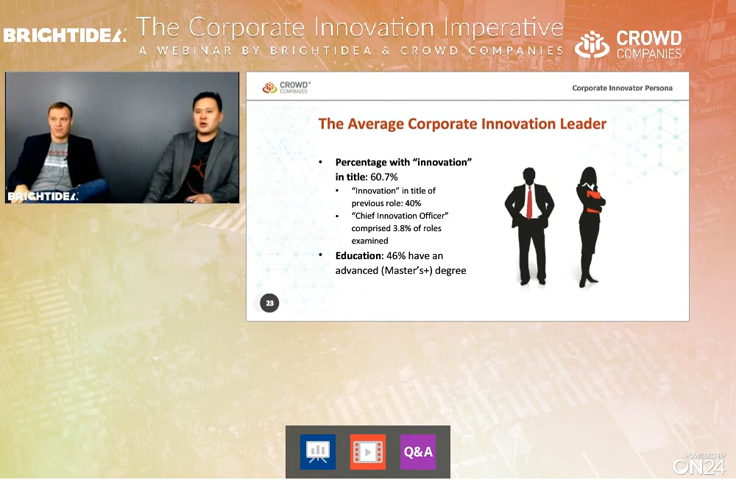 BRIGHTIDEA
The Corporate Innovation Imperative
A WEBINAR BY BRIGHTIDEA & CROWD COMPANIES
CROWD
COMPANIES
BRIGHTIDEA
CROWD
COMPANIES
Corporate Innovator Persona
The Average Corporate Innovation Leader
• Percentage with “innovation”
in title: 60.7%
• “Innovation” in title of
previous role: 40%
• “Chief Innovation Officer”
comprised 3.8% of roles
examined
• Education: 46% have an
advanced (Master’s+) degree
23
Q&A
POWERED BY
ON24